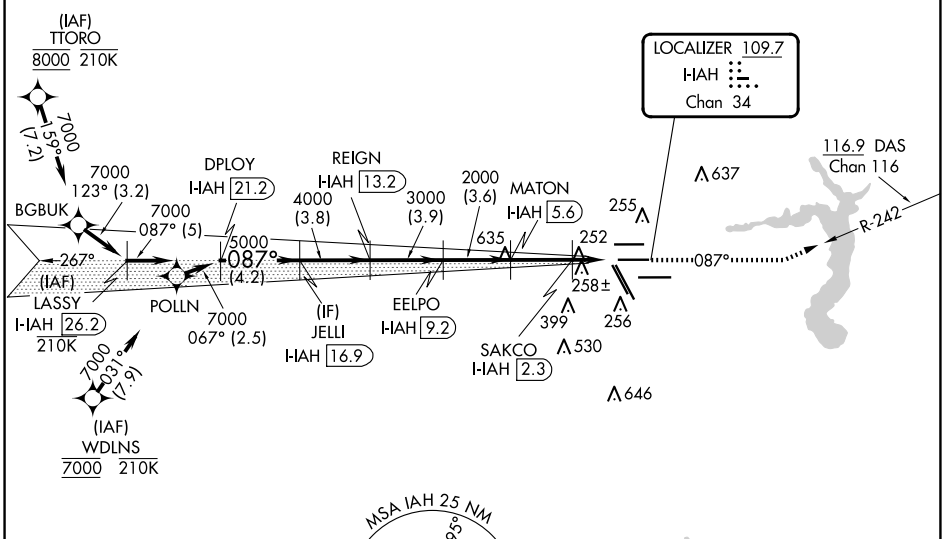 (IAF)
TTORO
8000 210K
7000
159°
(7.2)
7000
123° (3.2)
BGBUK
7000
087° (5)
267°
(IAF)
LASSY
I-IAH 26.2
210K
7000
031°
(7.9)
(IAF)
WDLNS
7000 210K
POLLN
7000
067° (2.5)
DPLOY
I-IAH 21.2
5000
087°
(4.2)
(IF)
JELLI
I-IAH 16.9
4000
(3.8)
REIGN
I-IAH 13.2
3000
(3.9)
EELPO
I-IAH 9.2
2000
(3.6)
MATON
I-IAH 5.6
635
SAKCO
I-IAH 2.3
252
258±
255
256
399
530
637
646
LOCALIZER 109.7
I-IAH
Chan 34
087°
116.9 DAS
Chan 116
R-242
MSA IAH 25 NM